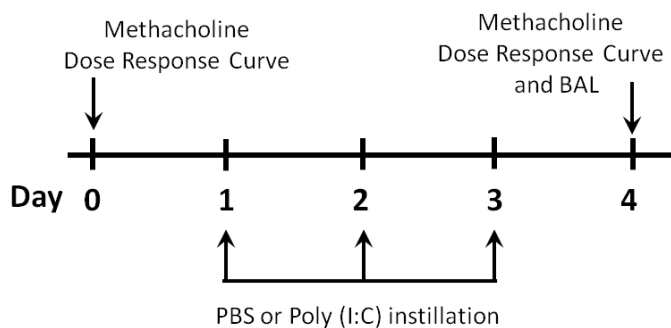 Methacholine
Dose Response Curve
Methacholine
Dose Response Curve
and BAL
Day 0 1 2 3 4
PBS or Poly (I:C) instillation